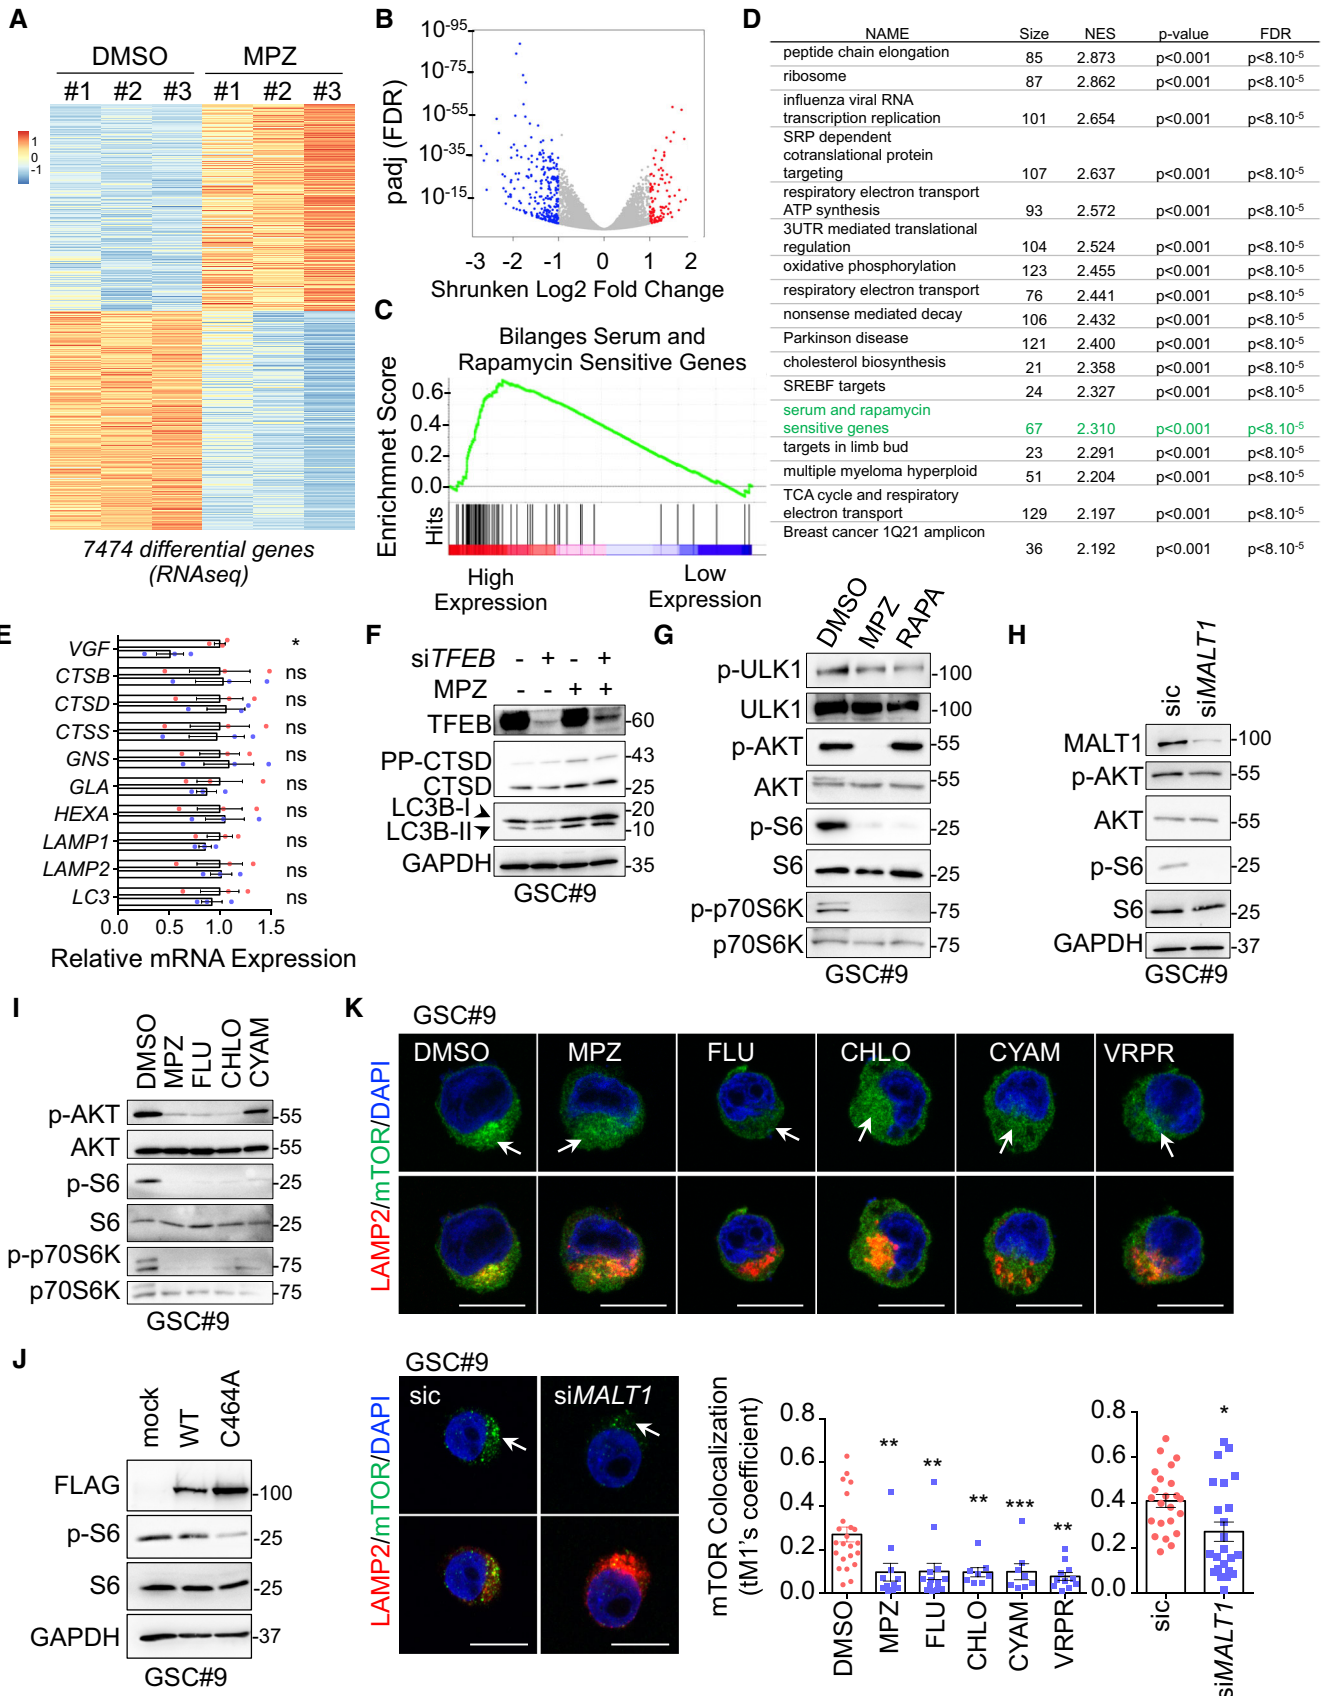 A
DMSO MPZ
#1 #2 #3 #1 #2 #3
1
0
-1
7474 differential genes
(RNAseq)
B
padj (FDR)
10-95
10-75
10-55
10-35
10-15
-3 -2 -1 0 1 2
Shrunken Log2 Fold Change
C
Bilanges Serum and
Rapamycin Sensitive Genes
Enrichmnet Score
0.6
0.4
0.2
0.0
Hits
High
Expression
Low
Expression
D
NAME Size NES p-value FDR
peptide chain elongation 85 2.873 p<0.001 p<8.10-5
ribosome 87 2.862 p<0.001 p<8.10-5
influenza viral RNA
transcription replication 101 2.654 p<0.001 p<8.10-5
SRP dependent
cotranslational protein
targeting 107 2.637 p<0.001 p<8.10-5
respiratory electron transport
ATP synthesis 93 2.572 p<0.001 p<8.10-5
3UTR mediated translational
regulation 104 2.524 p<0.001 p<8.10-5
oxidative phosphorylation 123 2.455 p<0.001 p<8.10-5
respiratory electron transport 76 2.441 p<0.001 p<8.10-5
nonsense mediated decay 106 2.432 p<0.001 p<8.10-5
Parkinson disease 121 2.400 p<0.001 p<8.10-5
cholesterol biosynthesis 21 2.358 p<0.001 p<8.10-5
SREBF targets 24 2.327 p<0.001 p<8.10-5
serum and rapamycin
sensitive genes 67 2.310 p<0.001 p<8.10-5
targets in limb bud 23 2.291 p<0.001 p<8.10-5
multiple myeloma hyperploid 51 2.204 p<0.001 p<8.10-5
TCA cycle and respiratory
electron transport 129 2.197 p<0.001 p<8.10-5
Breast cancer 1Q21 amplicon
36 2.192 p<0.001 p<8.10-5
E
VGF *
CTSB ns
CTSD ns
CTSS ns
GNS ns
GLA ns
HEXA ns
LAMP1 ns
LAMP2 ns
LC3 ns
0.0 0.5 1.0 1.5
Relative mRNA Expression
F
siTFEB - + - +
MPZ - - + +
TFEB -60
PP-CTSD -43
CTSD -25
LC3B-I -20
LC3B-II -10
GAPDH -35
GSC#9
G
DMSO MPZ RAPA
p-ULK1 -100
ULK1 -100
p-AKT -55
AKT -55
p-S6 -25
S6 -25
p-p70S6K -75
p70S6K -75
GSC#9
H
sic siMALT1
MALT1 -100
p-AKT -55
AKT -55
p-S6 -25
S6 -25
GAPDH -37
GSC#9
I
DMSO MPZ FLU CHLO CYAM
p-AKT -55
AKT -55
p-S6 -25
S6 -25
p-p70S6K -75
p70S6K -75
GSC#9
J
mock WT C464A
FLAG -100
p-S6 -25
S6 -25
GAPDH -37
GSC#9
K
GSC#9
DMSO MPZ FLU CHLO CYAM VRPR
LAMP2/mTOR/DAPI
GSC#9
sic siMALT1
LAMP2/mTOR/DAPI
mTOR Colocalization
(tM1's coefficient)
0.8
0.6
0.4
0.2
0.0
** ** ** *** **
DMSO MPZ FLU CHLO CYAM VRPR
0.8
0.6
0.4
0.2
0.0
*
sic siMALT1